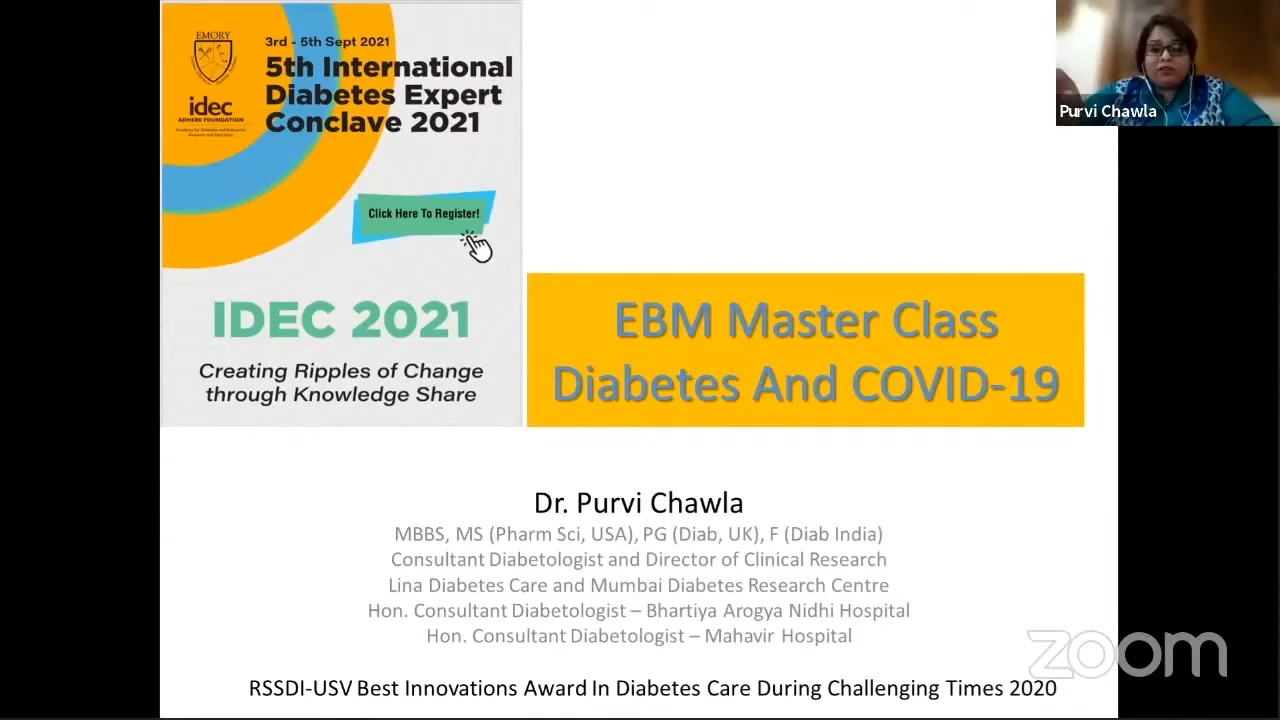 EMORY
idec
ADHERE FOUNDATION
3rd - 5th Sept 2021
5th International
Diabetes Expert
Conclave 2021
Click Here To Register!
IDEC 2021
Creating Ripples of Change
through Knowledge Share
Purvi Chawla
EBM Master Class
Diabetes And COVID-19
Dr. Purvi Chawla
MBBS, MS (Pharm Sci, USA), PG (Diab, UK), F (Diab India)
Consultant Diabetologist and Director of Clinical Research
Lina Diabetes Care and Mumbai Diabetes Research Centre
Hon. Consultant Diabetologist – Bhartiya Arogya Nidhi Hospital
Hon. Consultant Diabetologist – Mahavir Hospital
RSSDI-USV Best Innovations Award In Diabetes Care During Challenging Times 2020
zoom